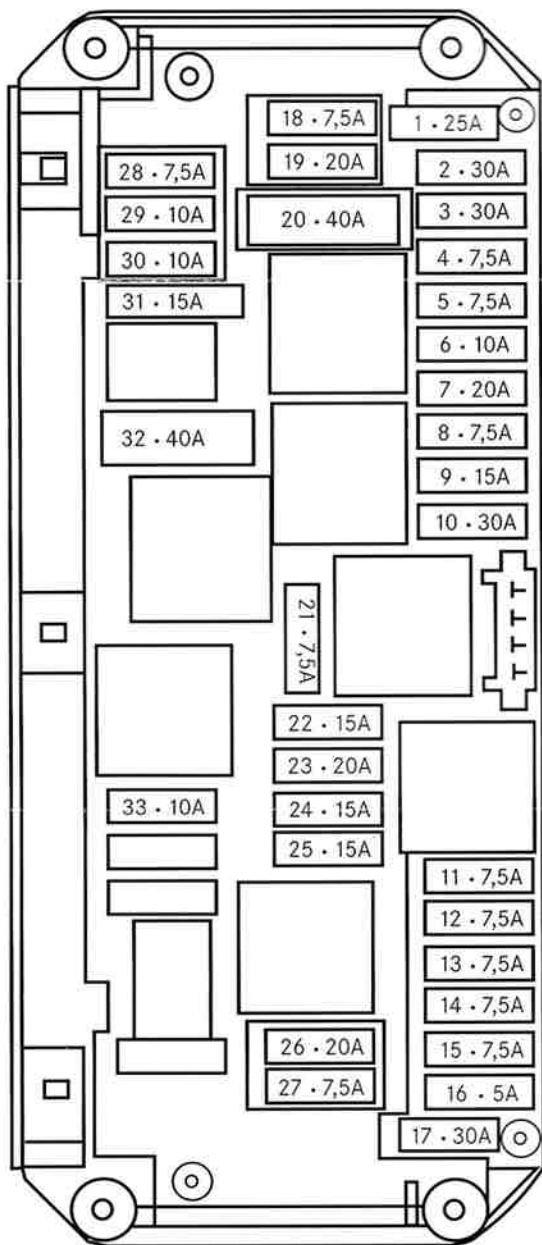 18 · 7,5A
19 · 20A
20 · 40A
1 · 25A
2 · 30A
3 · 30A
4 · 7,5A
5 · 7,5A
6 · 10A
7 · 20A
8 · 7,5A
9 · 15A
10 · 30A
28 · 7,5A
29 · 10A
30 · 10A
31 · 15A
32 · 40A
21 · 7,5A
22 · 15A
23 · 20A
24 · 15A
25 · 15A
33 · 10A
11 · 7,5A
12 · 7,5A
13 · 7,5A
14 · 7,5A
15 · 7,5A
16 · 5A
17 · 30A
26 · 20A
27 · 7,5A